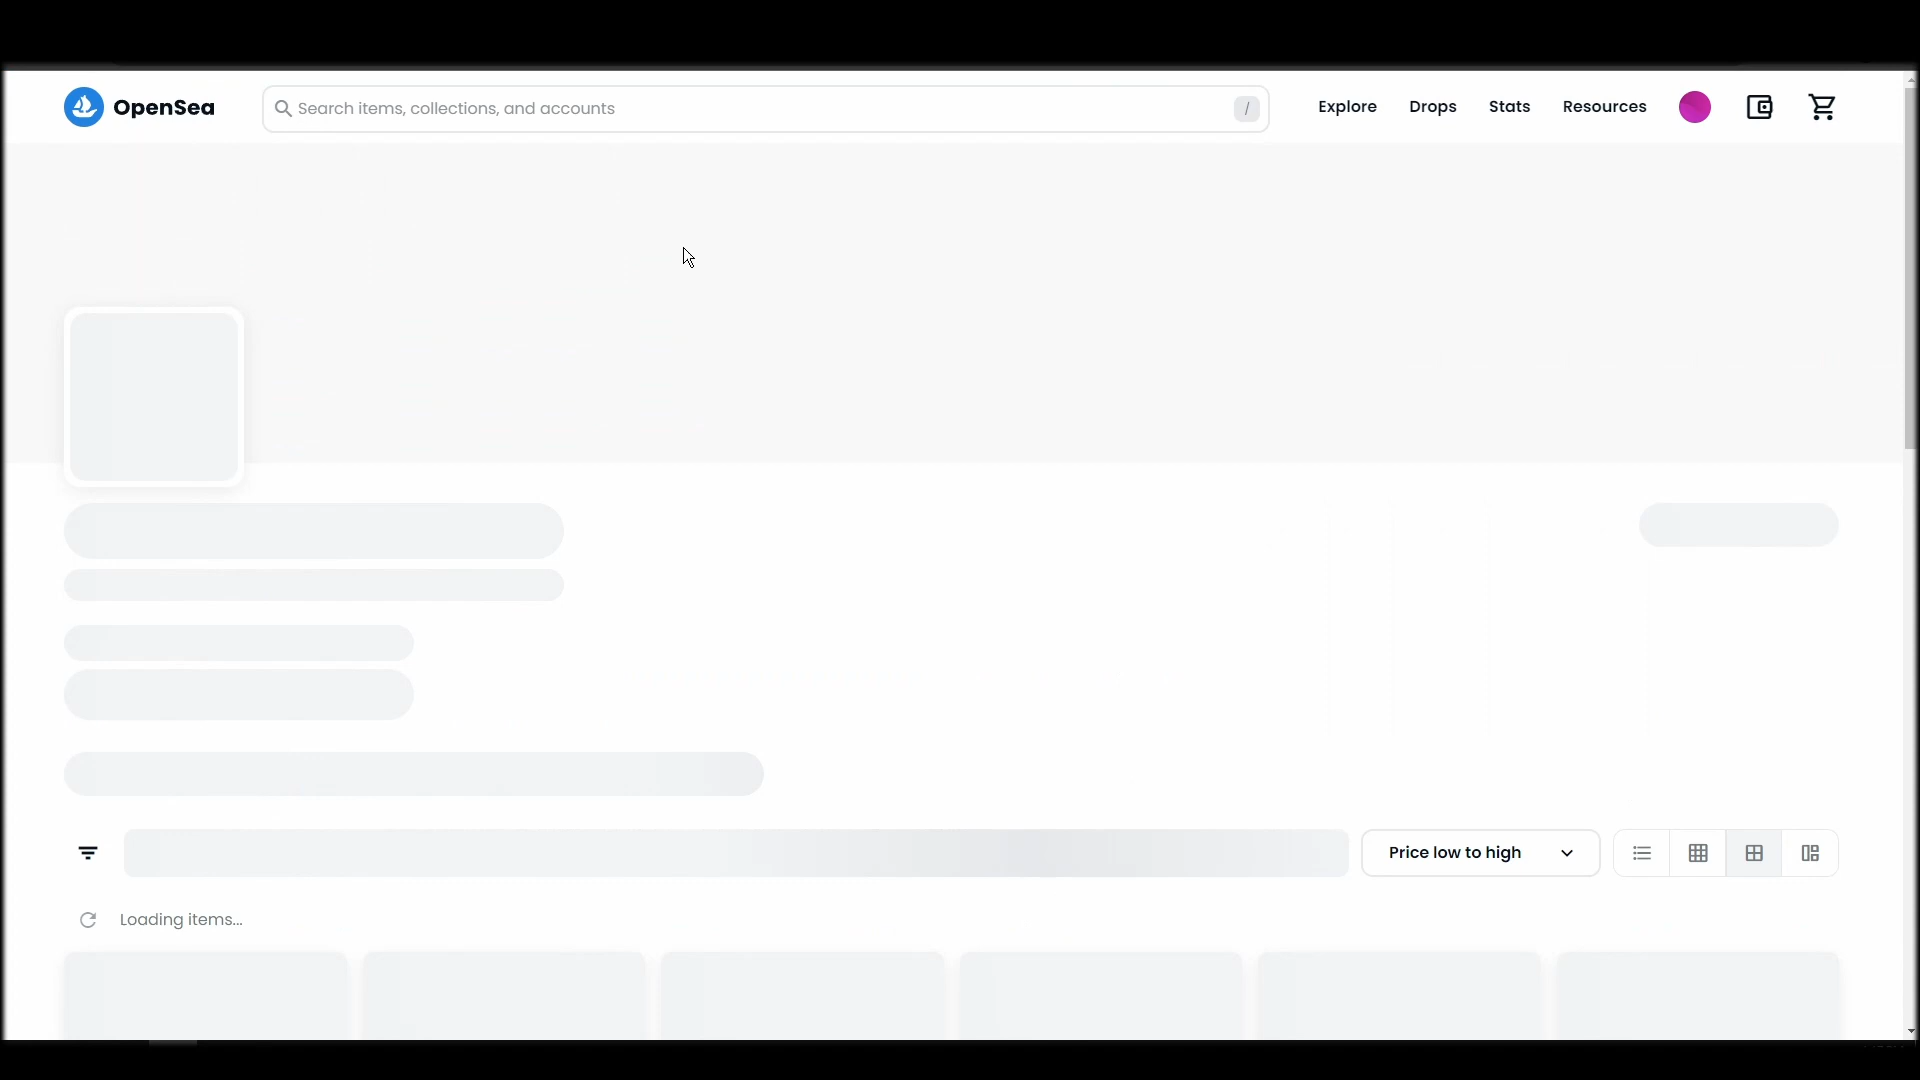 OpenSea
Search items, collections, and accounts
/
Explore
Drops
Stats
Resources
Price low to high
Loading items...